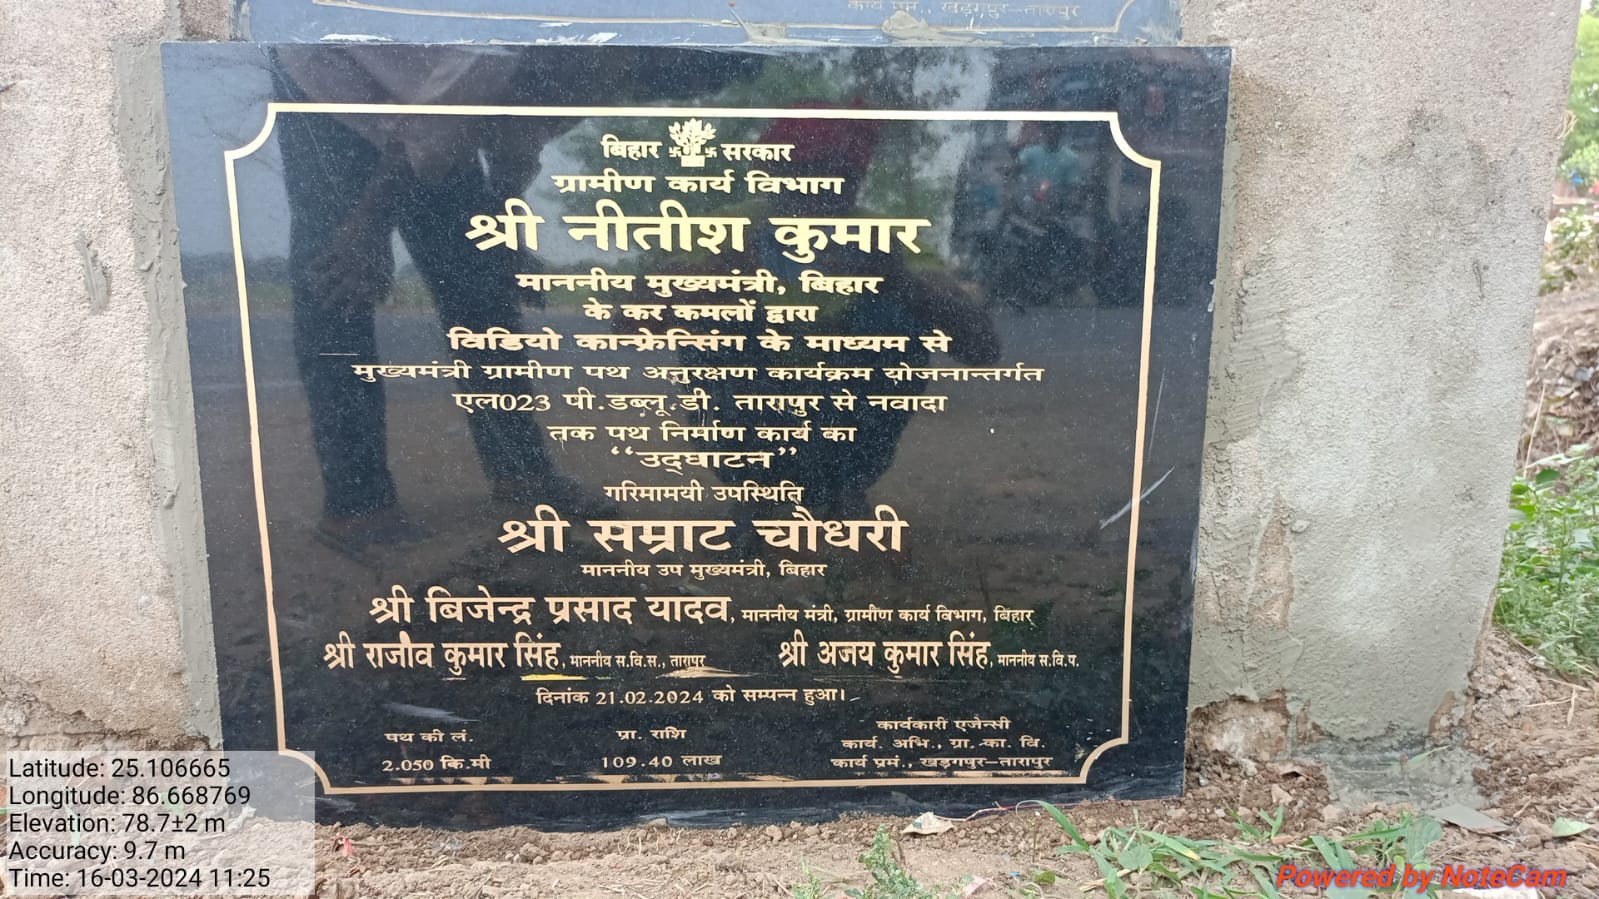 कार्य प्रमं., खड़गपुर–तारापुर
बिहार सरकार
ग्रामीण कार्य विभाग
श्री नीतीश कुमार
माननीय मुख्यमंत्री, बिहार
के कर कमलों द्वारा
विडियो कान्फ्रेन्सिंग के माध्यम से
मुख्यमंत्री ग्रामीण पथ अनुरक्षण कार्यक्रम योजनान्तर्गत
एल023 पी.डब्लू.डी. तारापुर से नवादा
तक पथ निर्माण कार्य का
“उद्घाटन”
गरिमामयी उपस्थिति
श्री सम्राट चौधरी
माननीय उप मुख्यमंत्री, बिहार
श्री बिजेन्द्र प्रसाद यादव, माननीय मंत्री, ग्रामीण कार्य विभाग, बिहार
श्री राजीव कुमार सिंह, माननीय स.वि.स., तारापुर श्री अजय कुमार सिंह, माननीय स.वि.प.
दिनांक 21.02.2024 को सम्पन्न हुआ।
पथ की लं. प्रा. राशि कार्यकारी एजेन्सी
कार्य. अभि., ग्रा. का. वि.
2.050 कि.मी 109.40 लाख कार्य प्रमं., खड़गपुर–तारापुर
Latitude: 25.106665
Longitude: 86.668769
Elevation: 78.7±2 m
Accuracy: 9.7 m
Time: 16-03-2024 11:25
Powered by NoteCam